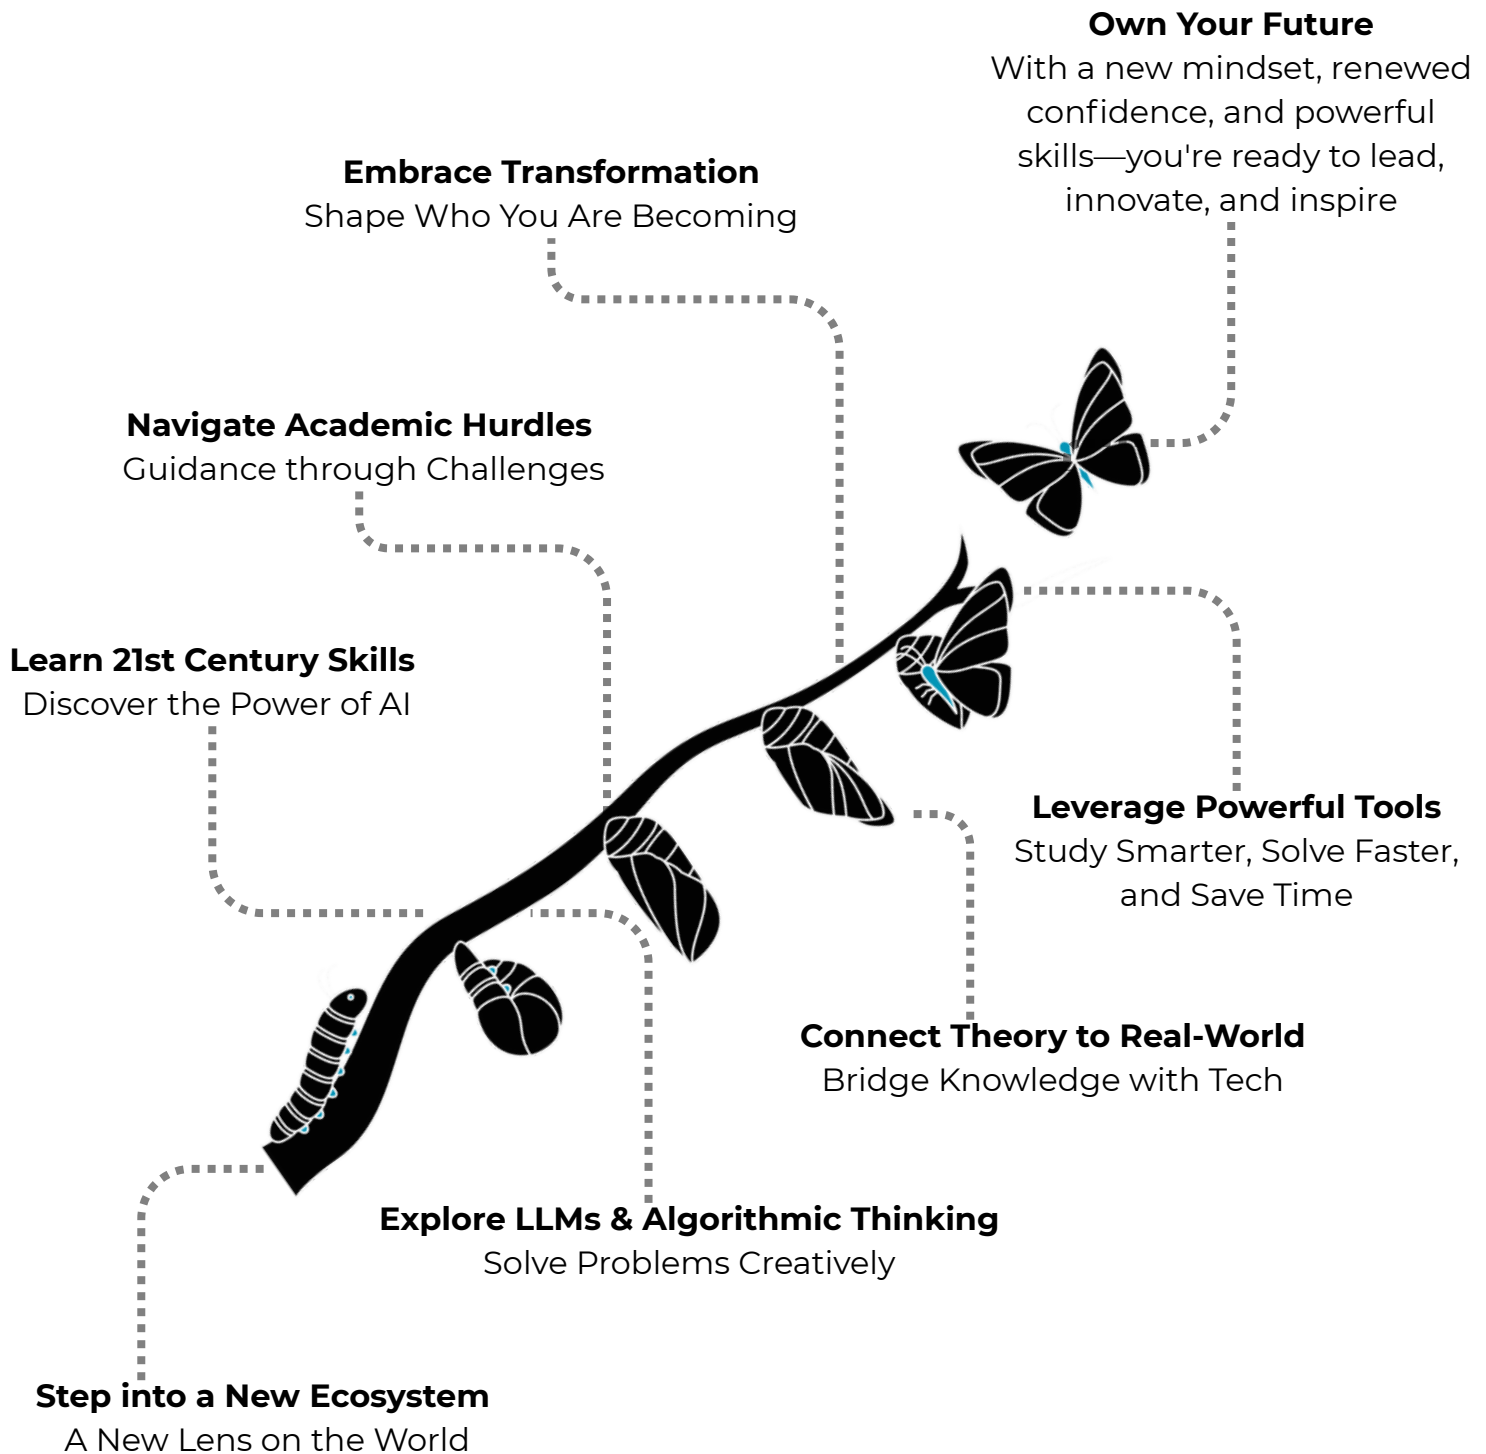 Own Your Future
With a new mindset, renewed
confidence, and powerful
skills—you're ready to lead,
innovate, and inspire
Embrace Transformation
Shape Who You Are Becoming
Navigate Academic Hurdles
Guidance through Challenges
Learn 21st Century Skills
Discover the Power of AI
Leverage Powerful Tools
Study Smarter, Solve Faster,
and Save Time
Connect Theory to Real-World
Bridge Knowledge with Tech
Explore LLMs & Algorithmic Thinking
Solve Problems Creatively
Step into a New Ecosystem
A New Lens on the World